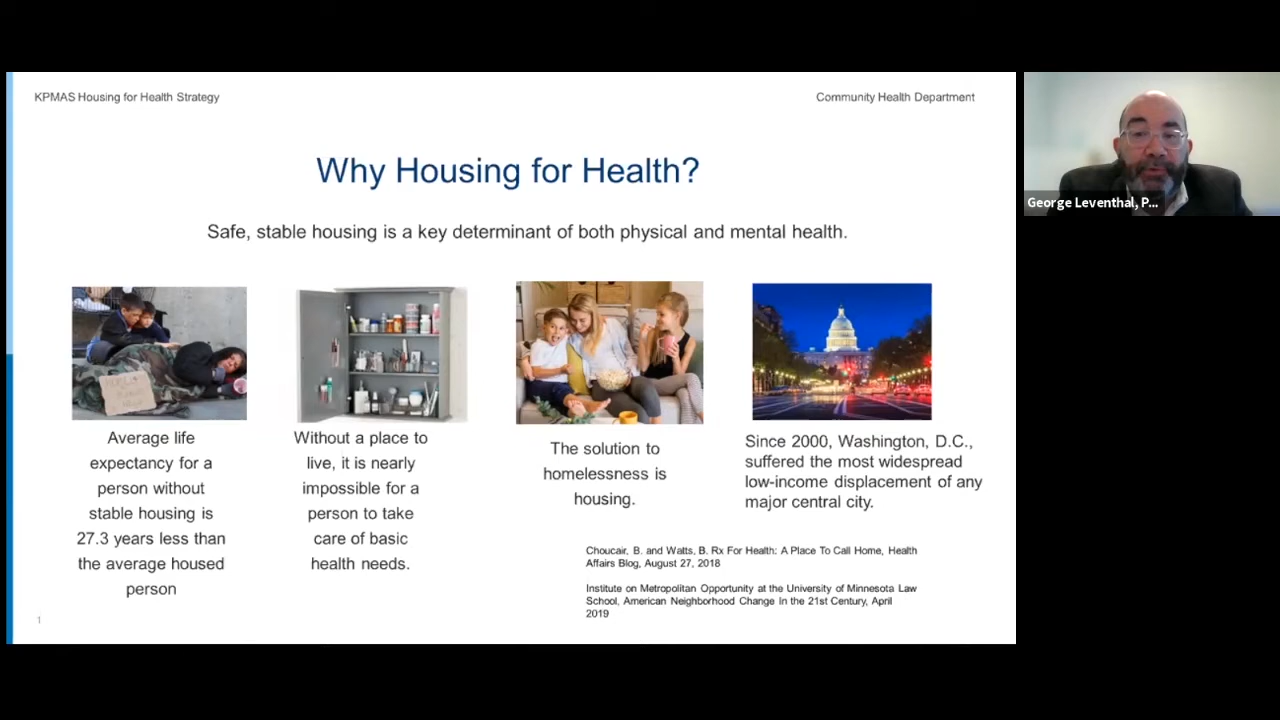 KPMAS Housing for Health Strategy
Community Health Department
Why Housing for Health?
Safe, stable housing is a key determinant of both physical and mental health.
Average life
expectancy for a
person without
stable housing is
27.3 years less than
the average housed
person
Without a place to
live, it is nearly
impossible for a
person to take
care of basic
health needs.
The solution to
homelessness is
housing.
Since 2000, Washington, D.C.,
suffered the most widespread
low-income displacement of any
major central city.
Choucair, B. and Watts, B. Rx For Health: A Place To Call Home, Health
Affairs Blog, August 27, 2018
Institute on Metropolitan Opportunity at the University of Minnesota Law
School, American Neighborhood Change In the 21st Century, April
2019
1
George Leventhal, P...